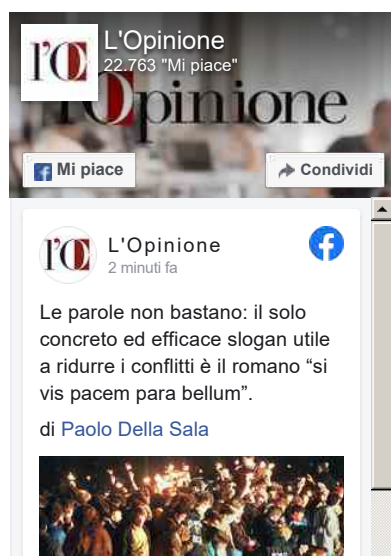 l'O
L'Opinione
22.763 "Mi piace"
l'Opinione
Mi piace
Condividi
l'O
L'Opinione
2 minuti fa
Le parole non bastano: il solo
concreto ed efficace slogan utile
a ridurre i conflitti è il romano “si
vis pacem para bellum”.
di Paolo Della Sala